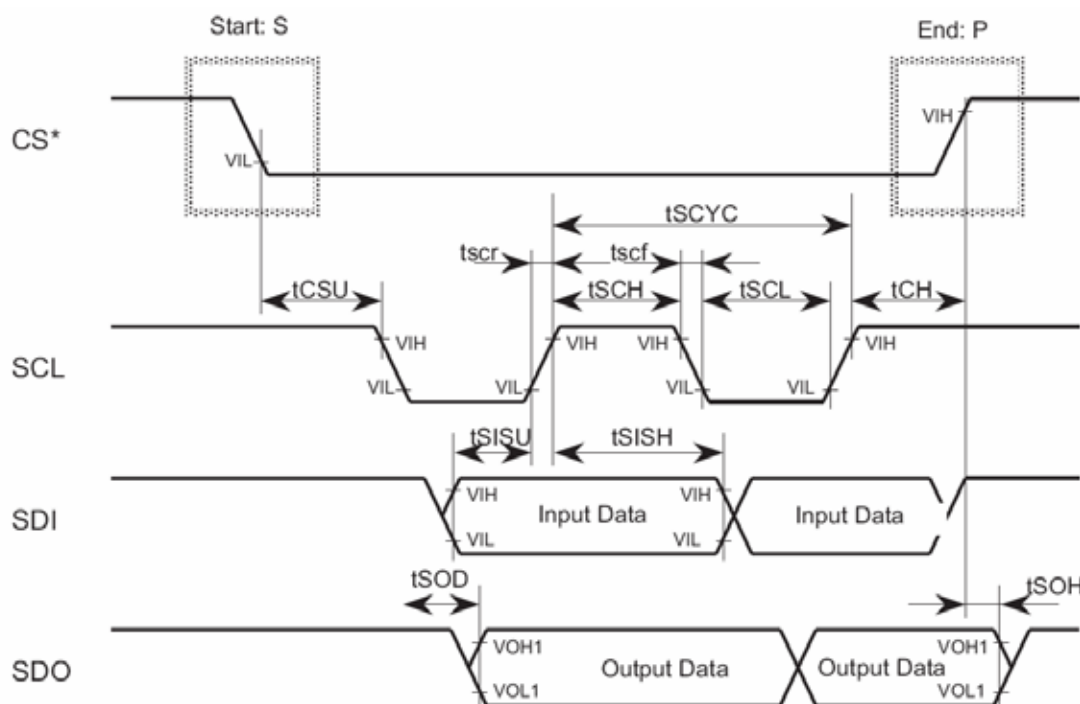 Start: S
End: P
CS*
VIL
VIH
tSCYC
tscr
tscf
tCSU
tSCH
tSCL
tCH
SCL
VIH
VIL
VIL
VIH
VIH
VIL
VIL
VIH
tSISU
tSISH
SDI
VIH
VIL
Input Data
VIH
VIL
Input Data
tSOD
tSOH
SDO
VOH1
VOL1
Output Data
Output Data
VOH1
VOL1